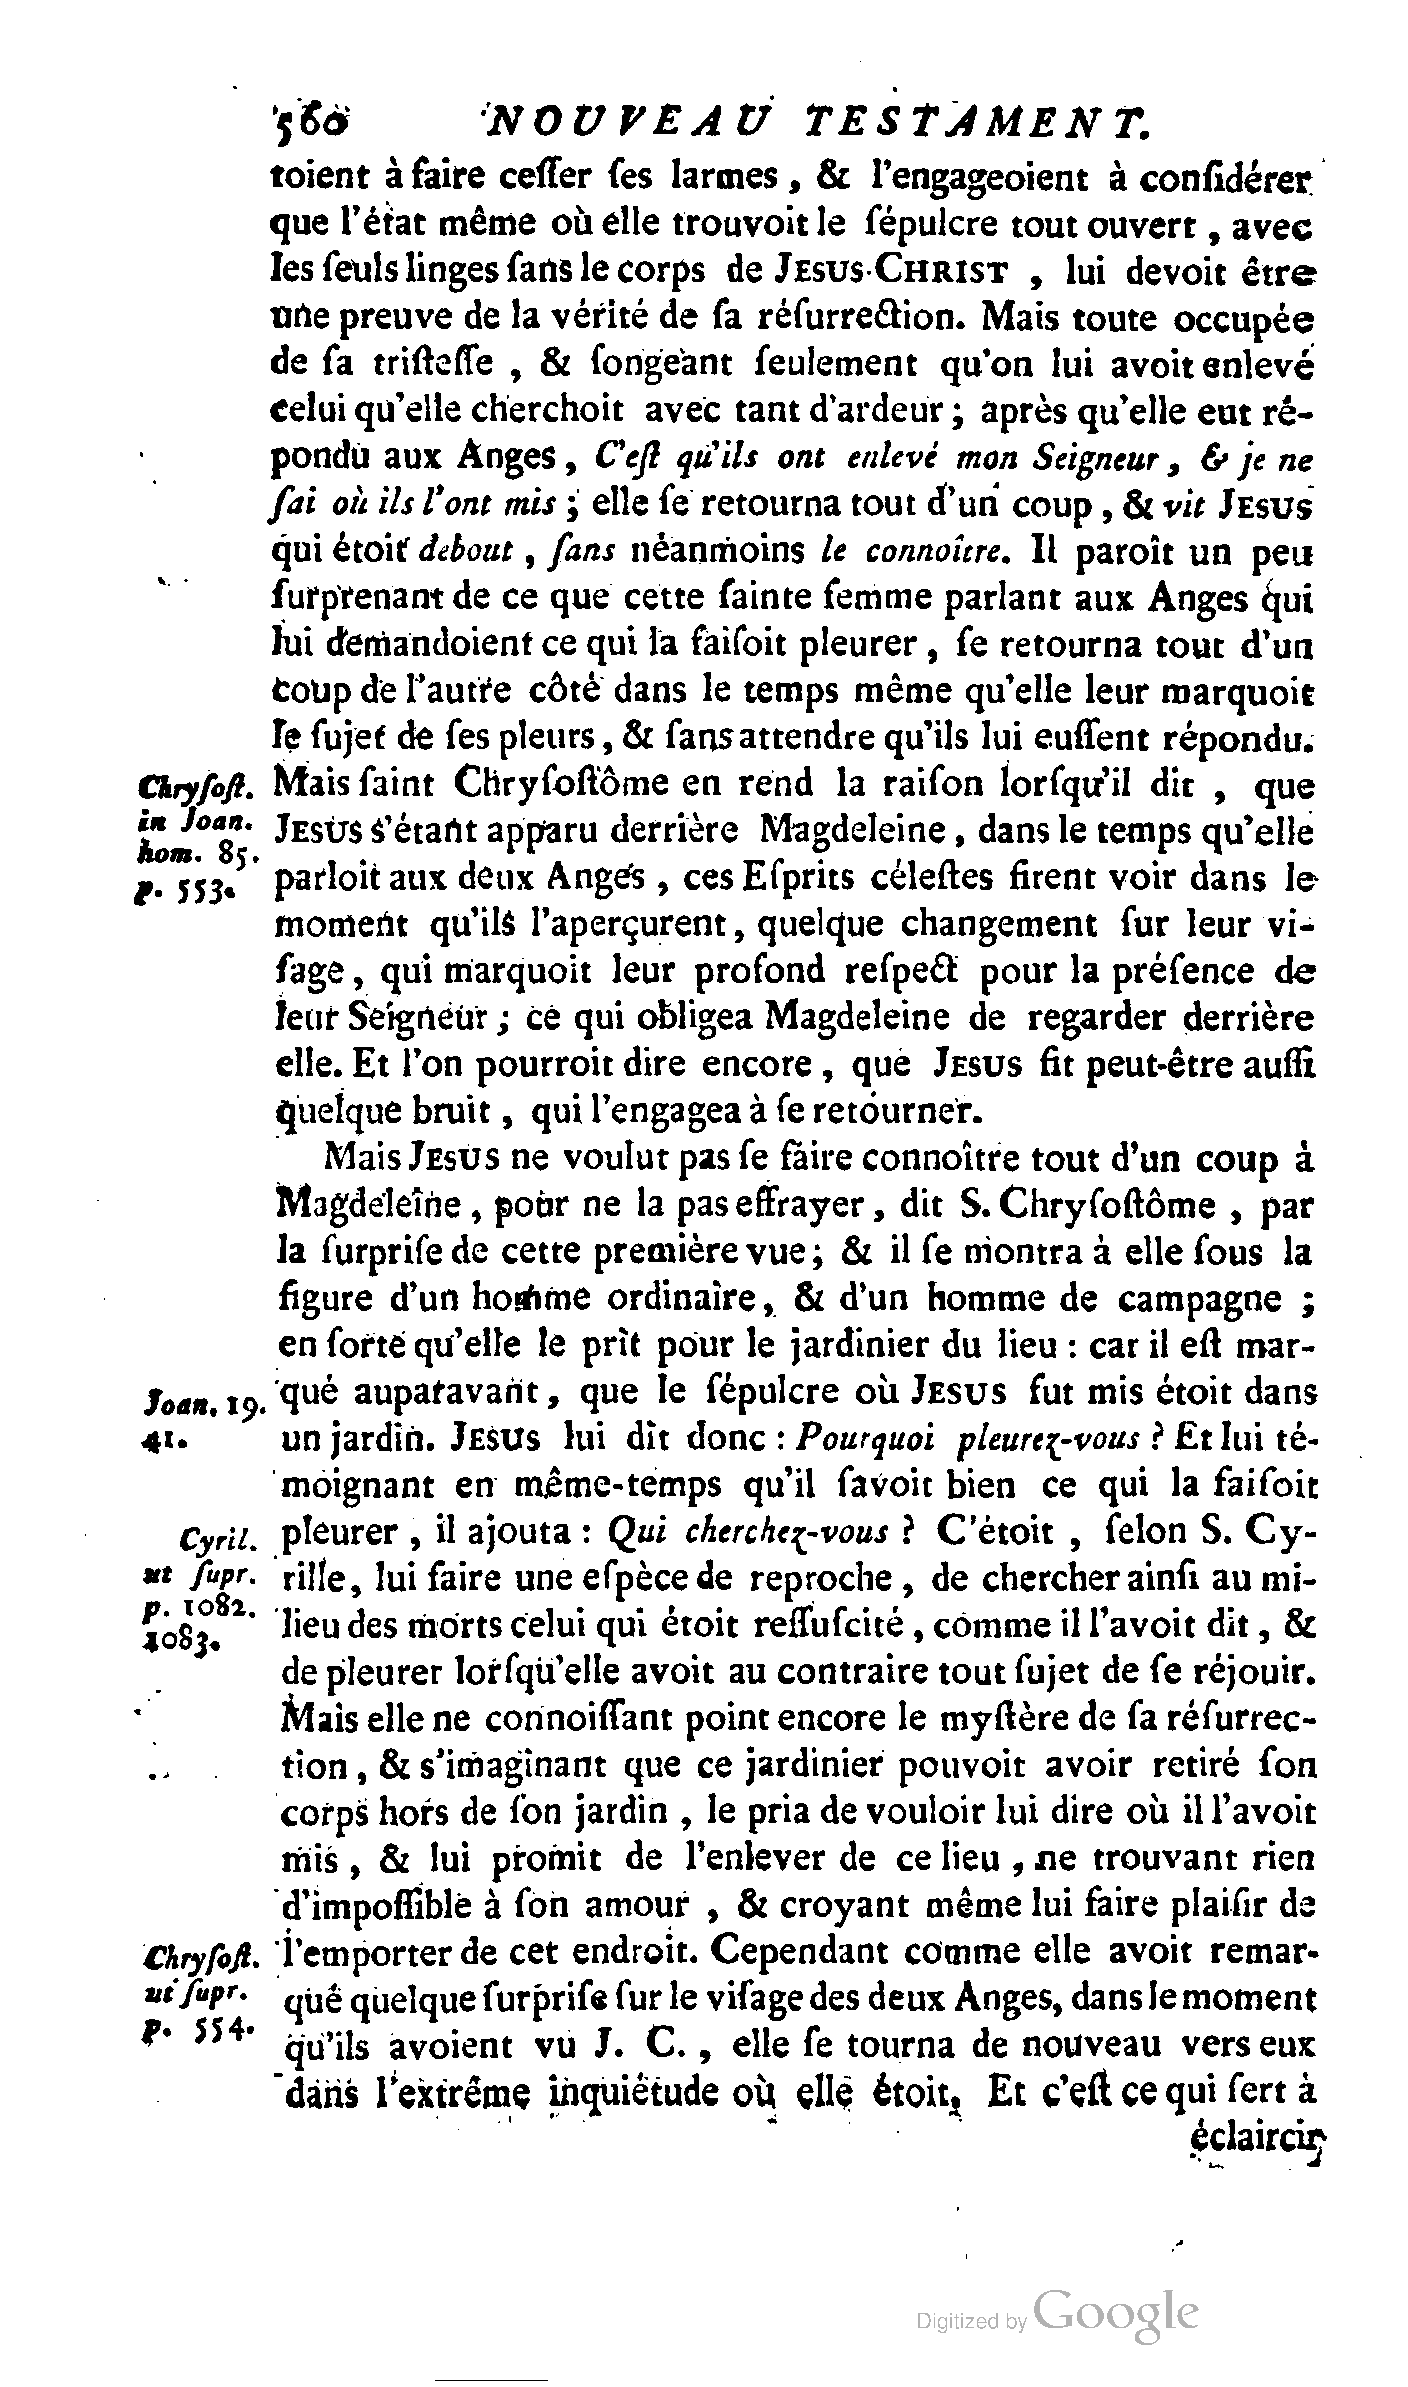 560 NOUVEAU TESTAMENT.
toient à faire ceſſer ſes larmes, & l'engageoient à conſidérer
que l'état même où elle trouvoit le ſépulcre tout ouvert, avec
les ſeuls linges ſans le corps de JESUS-CHRIST, lui devoit être
une preuve de la vérité de ſa réſurrection. Mais toute occupée
de ſa triſteſſe, & ſongeant ſeulement qu'on lui avoit enlevé
celui qu'elle cherchoit avec tant d'ardeur; après qu'elle eut ré-
pondu aux Anges, C'eſt qu'ils ont enlevé mon Seigneur, & je ne
ſai où ils l'ont mis; elle ſe retourna tout d'un coup, & vit JESUS
qui étoit debout, ſans néanmoins le connoître. Il paroît un peu
ſurprenant de ce que cette ſainte femme parlant aux Anges qui
lui demandoient ce qui la faiſoit pleurer, ſe retourna tout d'un
coup de l'autre côté dans le temps même qu'elle leur marquoit
le ſujet de ſes pleurs, & ſans attendre qu'ils lui euſſent répondu.
Chryſoſt. Mais ſaint Chryſoſtôme en rend la raiſon lorſqu'il dit, que
in Joan. JESUS s'étant apparu derrière Magdeleine, dans le temps qu'elle
hom. 85.
p. 553. parloit aux deux Anges, ces Eſprits céleſtes firent voir dans le
moment qu'ils l'aperçurent, quelque changement ſur leur vi-
ſage, qui marquoit leur profond reſpect pour la préſence de
leur Seigneur; ce qui obligea Magdeleine de regarder derrière
elle. Et l'on pourroit dire encore, que JESUS fit peut-être auſſi
quelque bruit, qui l'engagea à ſe retourner.
Mais JESUS ne voulut pas ſe faire connoître tout d'un coup à
Magdeleine, pour ne la pas effrayer, dit S. Chryſoſtôme, par
la ſurpriſe de cette première vue; & il ſe montra à elle ſous la
figure d'un homme ordinaire, & d'un homme de campagne;
en ſorte qu'elle le prît pour le jardinier du lieu: car il eſt mar-
Joan. 19. qué auparavant, que le ſépulcre où JESUS fut mis étoit dans
41. un jardin. JESUS lui dit donc: Pourquoi pleurez-vous? Et lui té-
moignant en même-temps qu'il ſavoit bien ce qui la faiſoit
Cyril. pleurer, il ajouta: Qui cherchez-vous? C'étoit, ſelon S. Cy-
ut ſupr. rille, lui faire une eſpèce de reproche, de chercher ainſi au mi-
p. 1082. lieu des morts celui qui étoit reſſuſcité, comme il l'avoit dit, &
1083.
de pleurer lorſqu'elle avoit au contraire tout ſujet de ſe réjouir.
Mais elle ne connoiſſant point encore le myſtère de ſa réſurrec-
tion, & s'imaginant que ce jardinier pouvoit avoir retiré ſon
corps hors de ſon jardin, le pria de vouloir lui dire où il l'avoit
mis, & lui promit de l'enlever de ce lieu, ne trouvant rien
d'impoſſible à ſon amour, & croyant même lui faire plaiſir de
Chryſoſt. l'emporter de cet endroit. Cependant comme elle avoit remar-
ut ſupr. qué quelque ſurpriſe ſur le viſage des deux Anges, dans le moment
p. 554. qu'ils avoient vu J. C., elle ſe tourna de nouveau vers eux
dans l'extrême inquiétude où elle étoit. Et c'eſt ce qui ſert à
éclaircir
Digitized by Google